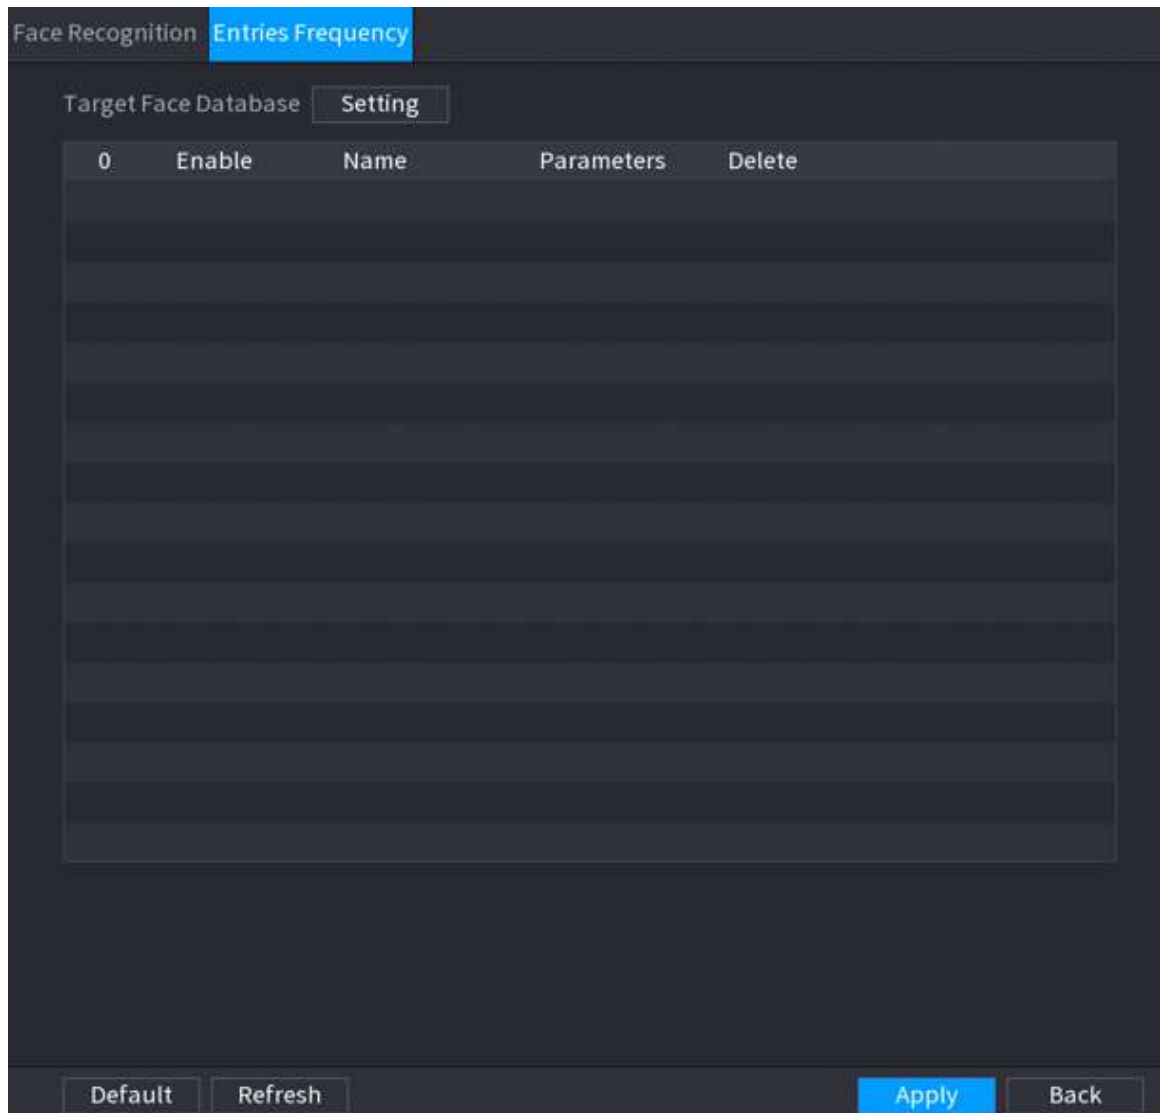 Face Recognition Entries Frequency
Target Face Database Setting
0 Enable Name Parameters Delete
Default Refresh Apply Back